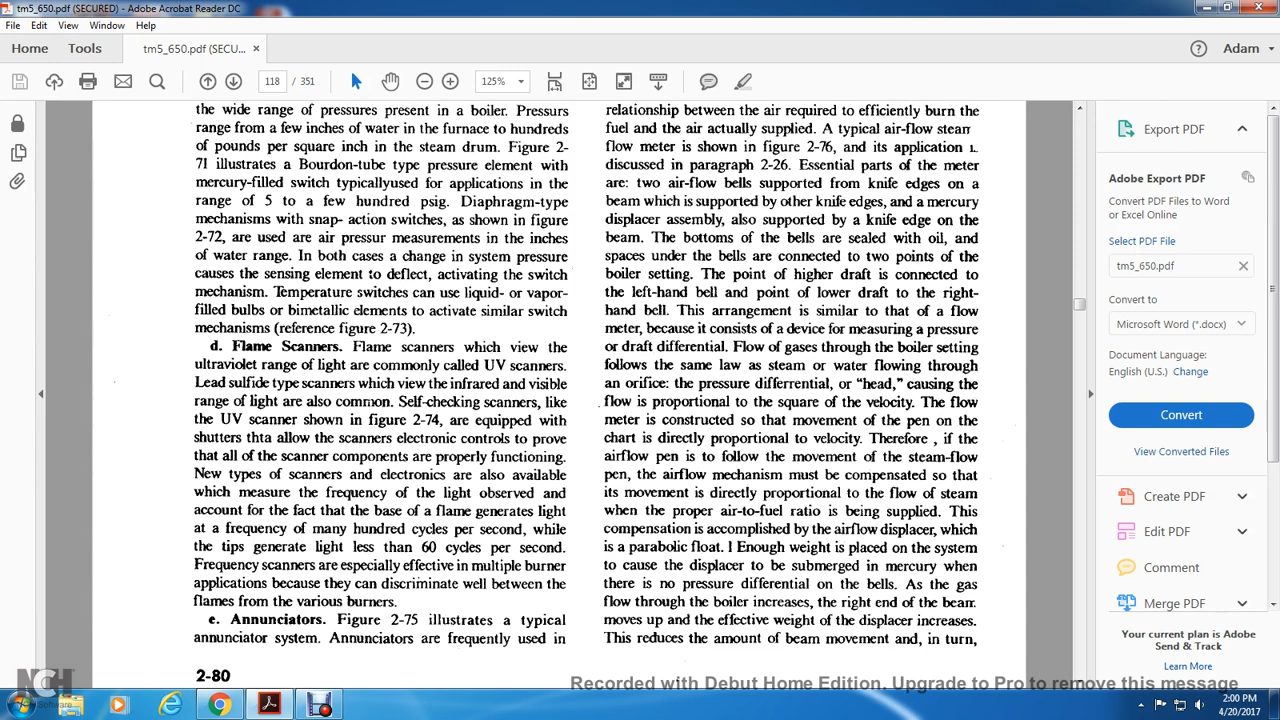 tm5_650.pdf (SECURED) - Adobe Acrobat Reader DC
File Edit View Window Help
Home Tools tm5_650.pdf (SECU... × Adam
118 / 351 125%
the wide range of pressures present in a boiler. Pressures
range from a few inches of water in the furnace to hundreds
of pounds per square inch in the steam drum. Figure 2-
71 illustrates a Bourdon-tube type pressure element with
mercury-filled switch typicallyused for applications in the
range of 5 to a few hundred psig. Diaphragm-type
mechanisms with snap- action switches, as shown in figure
2-72, are used are air pressur measurements in the inches
of water range. In both cases a change in system pressure
causes the sensing element to deflect, activating the switch
mechanism. Temperature switches can use liquid- or vapor-
filled bulbs or bimetallic elements to activate similar switch
mechanisms (reference figure 2-73).
d. Flame Scanners. Flame scanners which view the
ultraviolet range of light are commonly called UV scanners.
Lead sulfide type scanners which view the infrared and visible
range of light are also common. Self-checking scanners, like
the UV scanner shown in figure 2-74, are equipped with
shutters thta allow the scanners electronic controls to prove
that all of the scanner components are properly functioning.
New types of scanners and electronics are also available
which measure the frequency of the light observed and
account for the fact that the base of a flame generates light
at a frequency of many hundred cycles per second, while
the tips generate light less than 60 cycles per second.
Frequency scanners are especially effective in multiple burner
applications because they can discriminate well between the
flames from the various burners.
e. Annunciators. Figure 2-75 illustrates a typical
annunciator system. Annunciators are frequently used in
2-80
relationship between the air required to efficiently burn the
fuel and the air actually supplied. A typical air-flow steam
flow meter is shown in figure 2-76, and its application
discussed in paragraph 2-26. Essential parts of the meter
are: two air-flow bells supported from knife edges on a
beam which is supported by other knife edges, and a mercury
displacer assembly, also supported by a knife edge on the
beam. The bottoms of the bells are sealed with oil, and
spaces under the bells are connected to two points of the
boiler setting. The point of higher draft is connected to
the left-hand bell and point of lower draft to the right-
hand bell. This arrangement is similar to that of a flow
meter, because it consists of a device for measuring a pressure
or draft differential. Flow of gases through the boiler setting
follows the same law as steam or water flowing through
an orifice: the pressure differrential, or “head,” causing the
flow is proportional to the square of the velocity. The flow
meter is constructed so that movement of the pen on the
chart is directly proportional to velocity. Therefore , if the
airflow pen is to follow the movement of the steam-flow
pen, the airflow mechanism must be compensated so that
its movement is directly proportional to the flow of steam
when the proper air-to-fuel ratio is being supplied. This
compensation is accomplished by the airflow displacer, which
is a parabolic float. l Enough weight is placed on the system
to cause the displacer to be submerged in mercury when
there is no pressure differential on the bells. As the gas
flow through the boiler increases, the right end of the beam
moves up and the effective weight of the displacer increases.
This reduces the amount of beam movement and, in turn,
Export PDF
Adobe Export PDF
Convert PDF Files to Word
or Excel Online
Select PDF File
tm5_650.pdf ×
Convert to
Microsoft Word (*.docx)
Document Language:
English (U.S.) Change
Convert
View Converted Files
Create PDF
Edit PDF
Comment
Merge PDF
Your current plan is Adobe
Send & Track
Learn More
NCH
Software
Recorded with Debut Home Edition. Upgrade to Pro to remove this message
2:00 PM
4/20/2017